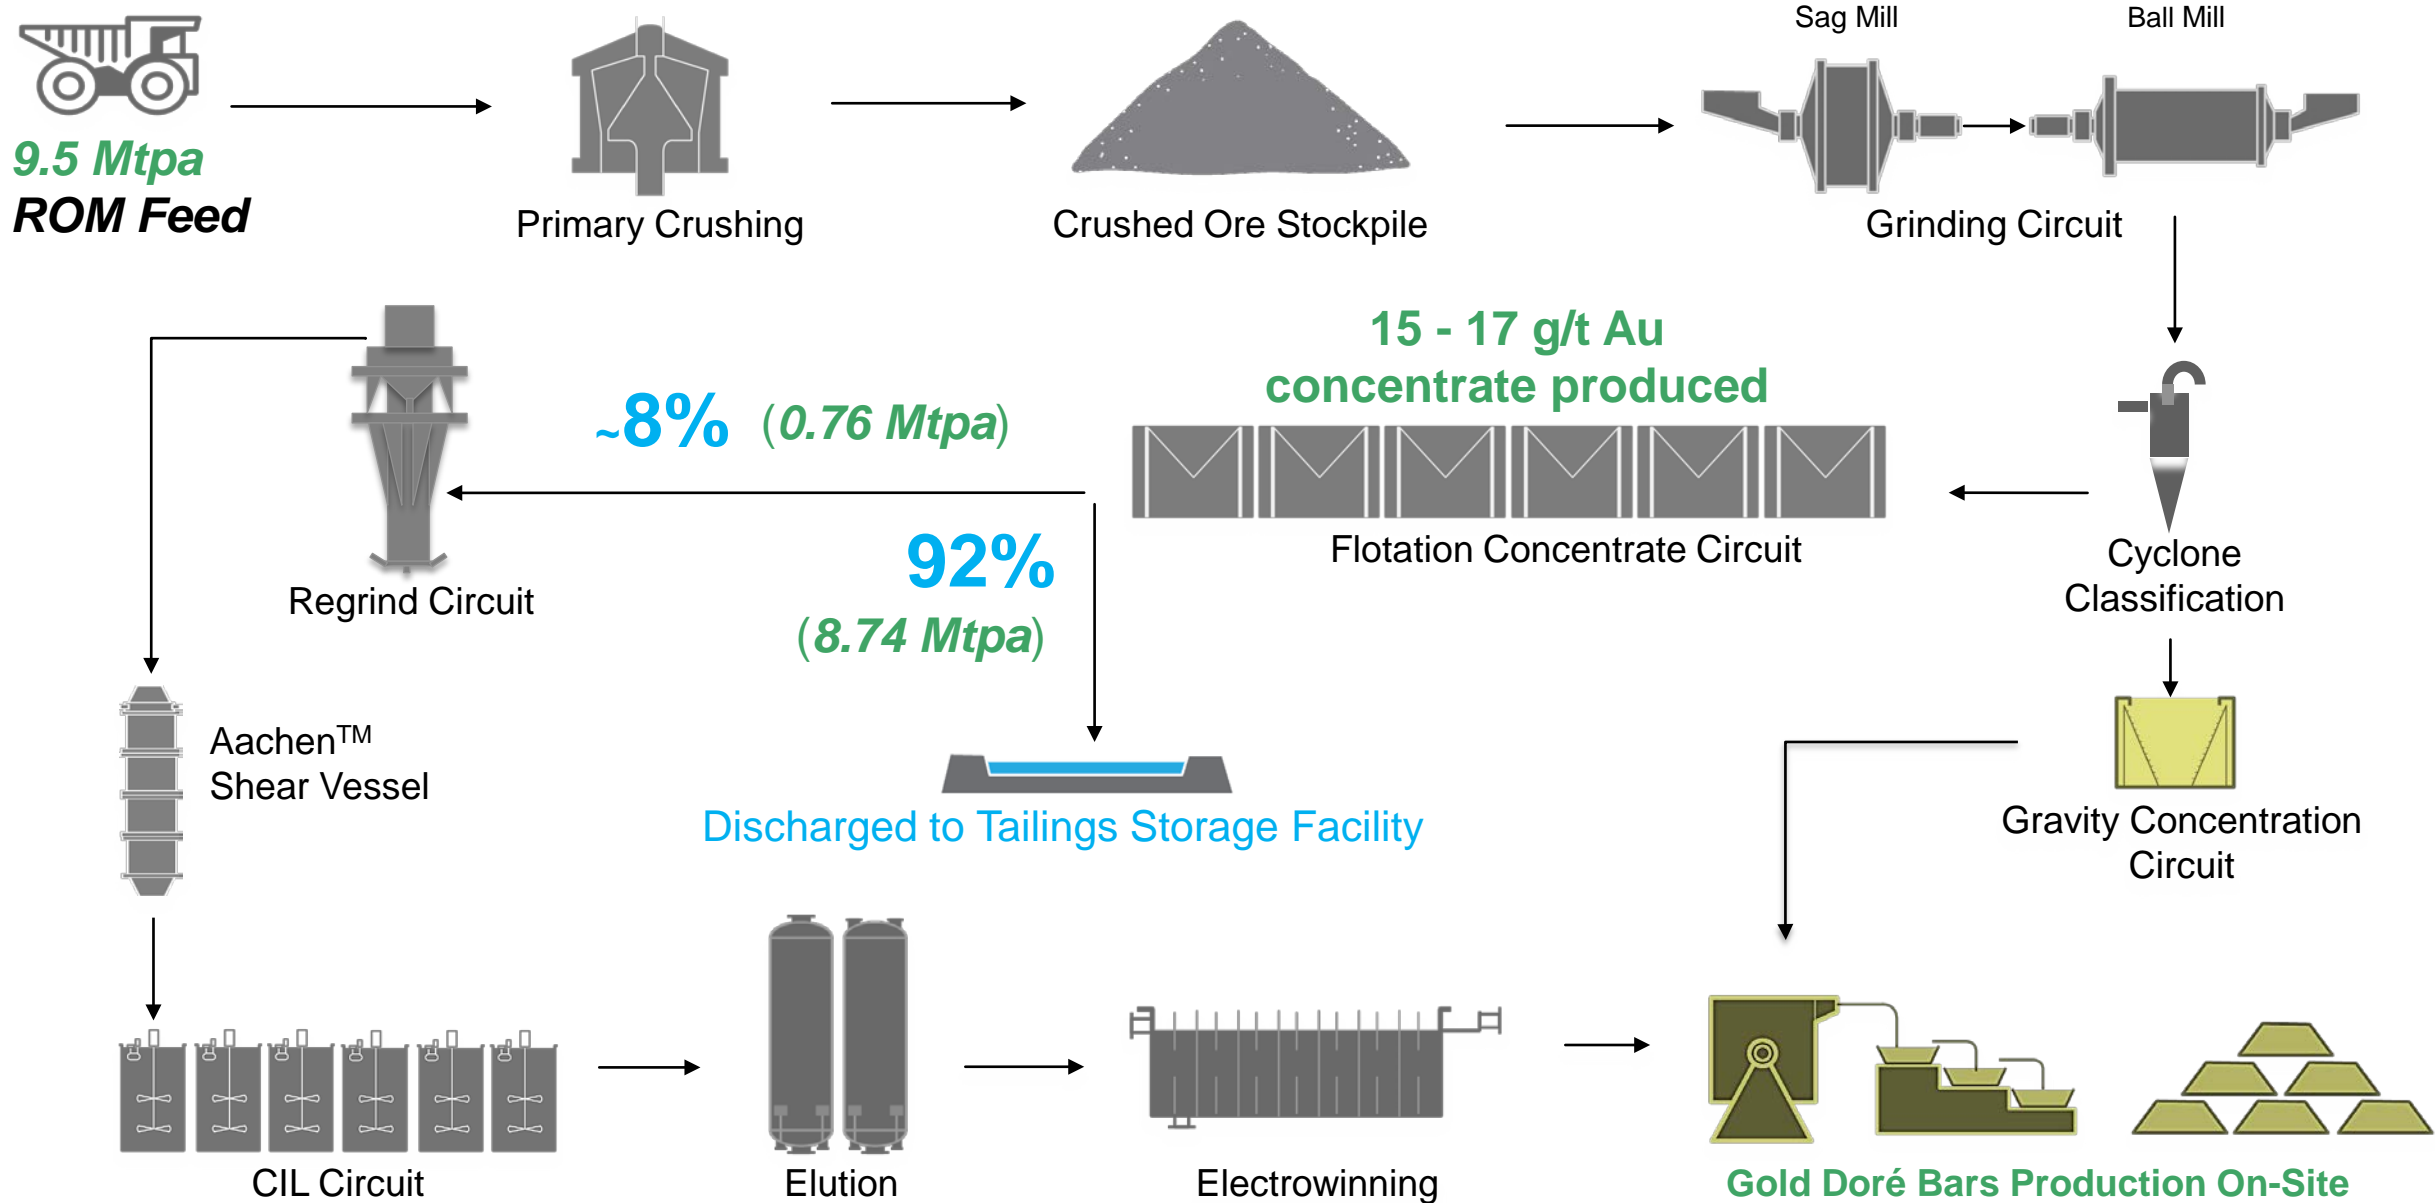 Sag Mill
Ball Mill
9.5 Mtpa
ROM Feed
Primary Crushing
Crushed Ore Stockpile
Grinding Circuit
15 - 17 g/t Au
concentrate produced
~8% (0.76 Mtpa)
Flotation Concentrate Circuit
92%
(8.74 Mtpa)
Cyclone
Classification
Regrind Circuit
Aachen™
Shear Vessel
Discharged to Tailings Storage Facility
Gravity Concentration
Circuit
CIL Circuit
Elution
Electrowinning
Gold Doré Bars Production On-Site